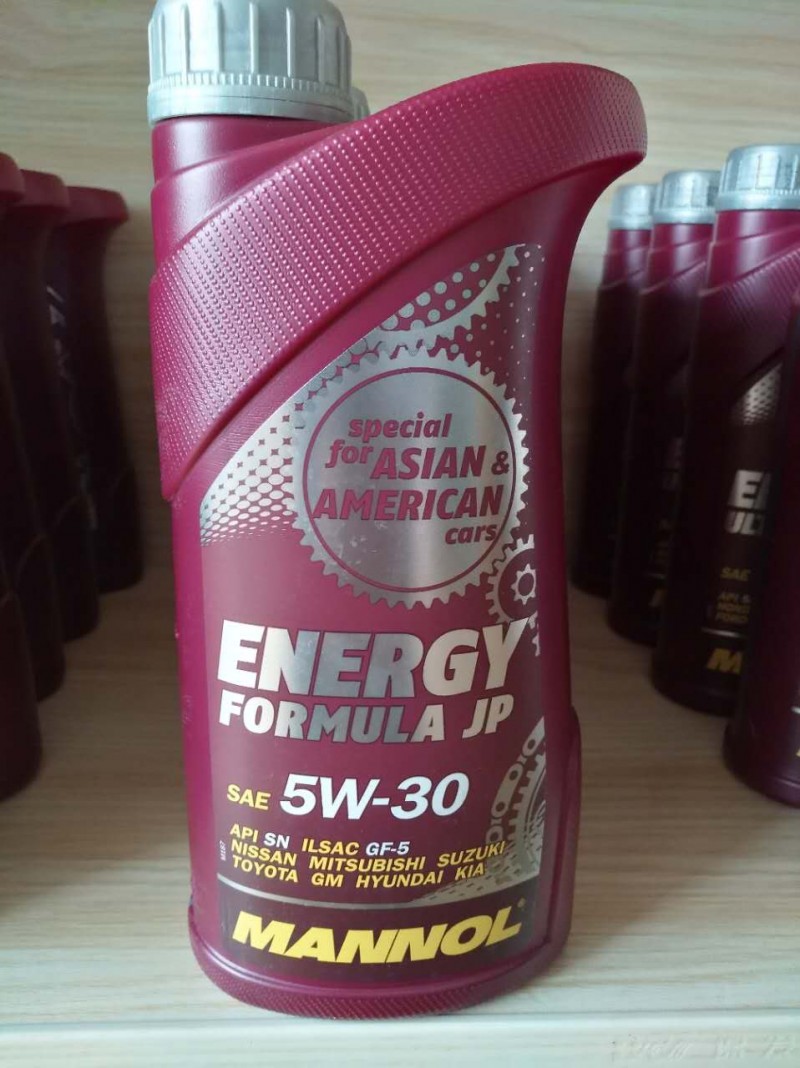 special
for ASIAN &
AMERICAN
cars
ENERGY
FORMULA JP
SAE 5W-30
API SN ILSAC GF-5
NISSAN MITSUBISHI SUZUKI
TOYOTA GM HYUNDAI KIA
MANNOL®
SAE